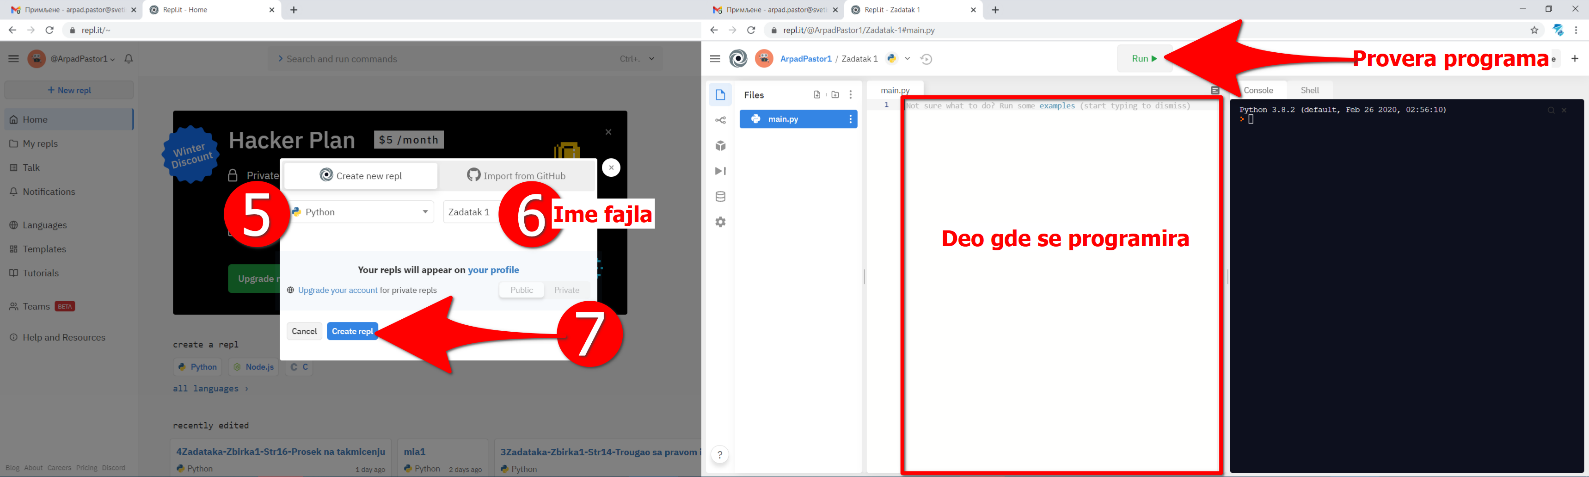 Примљене - arpad.pastor@svetl
Repl.it - Home
repl.it/~
@ArpadPastor1
Search and run commands
Ctrl+.
+ New repl
Home
My repls
Talk
Notifications
Languages
Templates
Tutorials
Teams BETA
Help and Resources
Blog About Careers Pricing Discord
Winter
Discount
Hacker Plan $5 /month
Private
Upgrade
Create new repl
Import from GitHub
5
Python
Zadatak 1
6
Ime fajla
Your repls will appear on your profile
Upgrade your account for private repls
Public
Private
Cancel
Create repl
7
create a repl
Python
Node.js
C C
all languages ›
recently edited
4Zadataka-Zbirka1-Str16-Prosek na takmicenju
Python
1 day ago
mia1
Python
2 days ago
3Zadataka-Zbirka1-Str14-Trougao sa pravom i
Python
Примљене - arpad.pastor@svetl
Repl.it - Zadatak 1
repl.it/@ArpadPastor1/Zadatak-1#main.py
ArpadPastor1 / Zadatak 1
Run
Provera programa
Files
main.py
main.py
1
Not sure what to do? Run some examples (start typing to dismiss)
Deo gde se programira
Console
Shell
Python 3.8.2 (default, Feb 26 2020, 02:56:10)
>
?